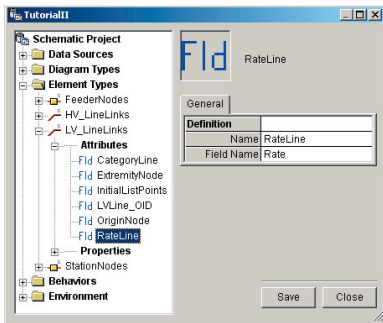 TutorialII
Schematic Project
Data Sources
Diagram Types
Element Types
FeederNodes
HV_LineLinks
LV_LineLinks
Attributes
Fld CategoryLine
Fld ExtremityNode
Fld InitialListPoints
Fld LVLine_OID
Fld OriginNode
Fld RateLine
Properties
StationNodes
Behaviors
Environment
Fld RateLine
General
Definition
Name RateLine
Field Name Rate
Save Close